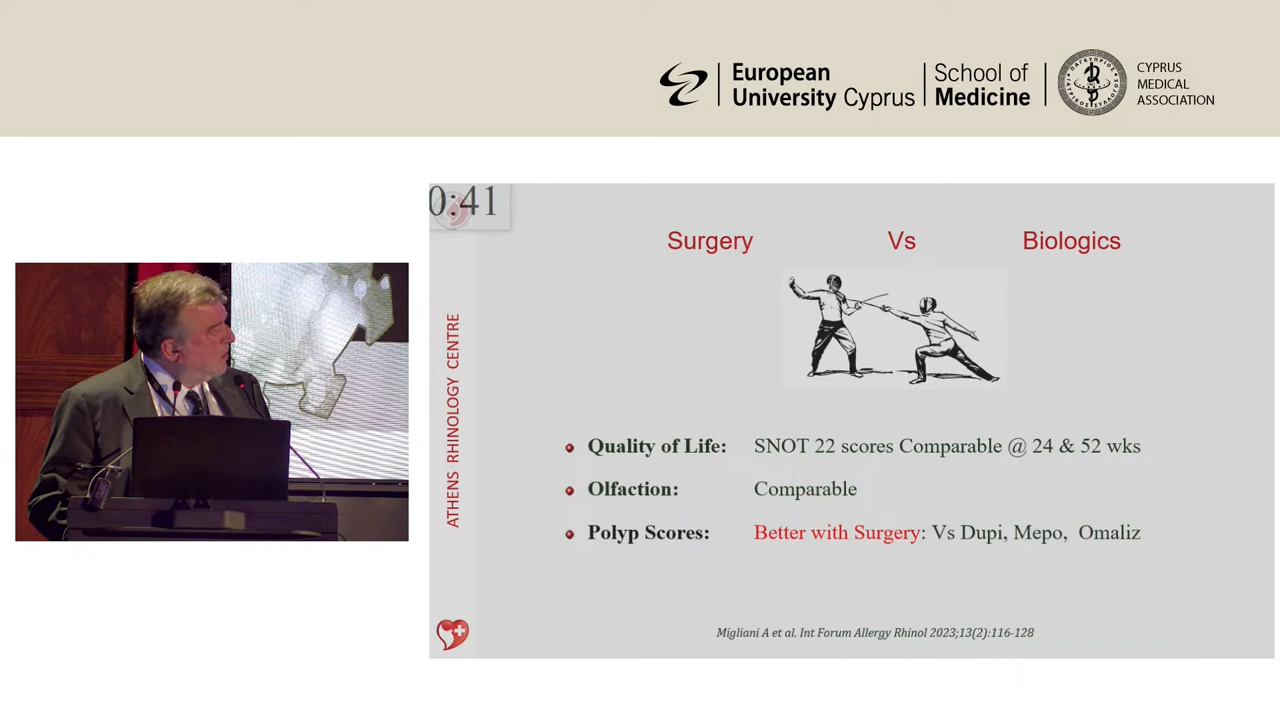 European
University Cyprus
School of
Medicine
CYPRUS
MEDICAL
ASSOCIATION
0:41
Surgery Vs Biologics
ATHENS RHINOLOGY CENTRE
Quality of Life: SNOT 22 scores Comparable @ 24 & 52 wks
Olfaction: Comparable
Polyp Scores: Better with Surgery: Vs Dupi, Mepo, Omaliz
Migliani A et al. Int Forum Allergy Rhinol 2023;13(2):116-128